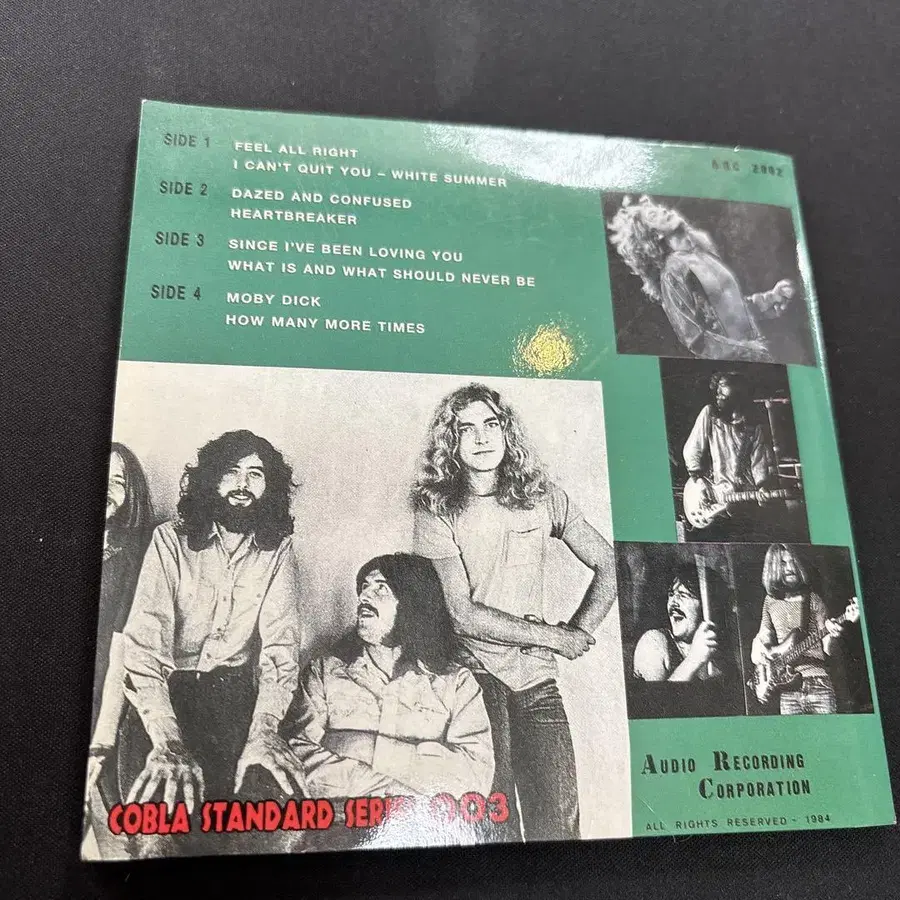 SIDE 1
FEEL ALL RIGHT
I CAN'T QUIT YOU – WHITE SUMMER
SIDE 2
DAZED AND CONFUSED
HEARTBREAKER
SIDE 3
SINCE I'VE BEEN LOVING YOU
WHAT IS AND WHAT SHOULD NEVER BE
SIDE 4
MOBY DICK
HOW MANY MORE TIMES
2002
AUDIO RECORDING
CORPORATION
ALL RIGHTS RESERVED - 1984
COBLA STANDARD 003